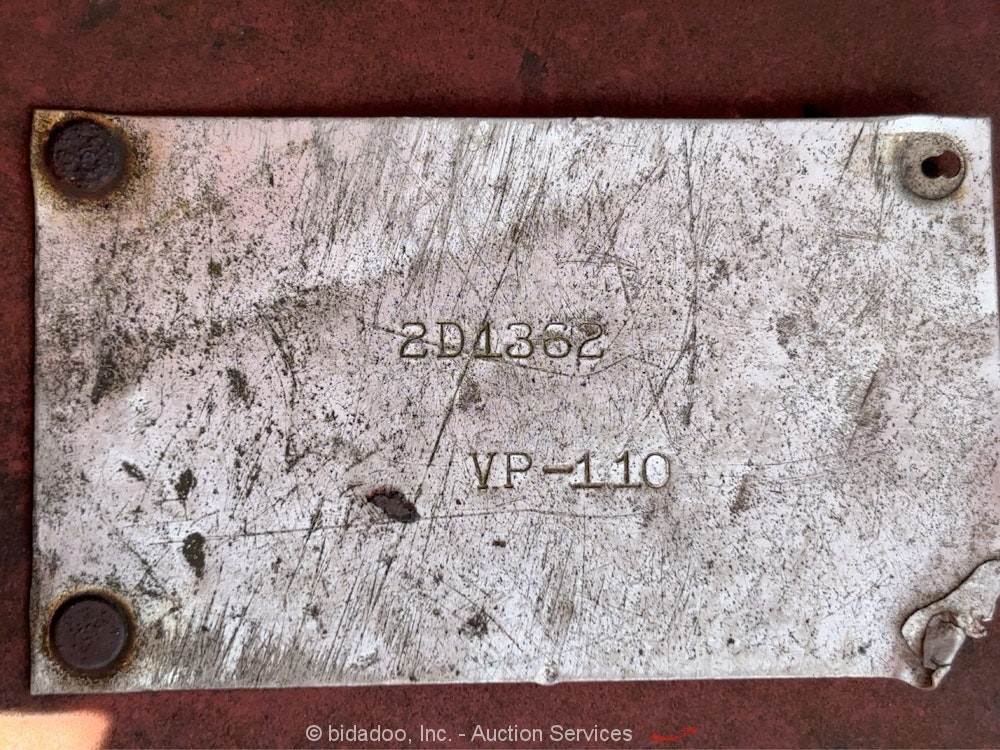 2D1362
VP-110
© bidadoo, Inc. - Auction Services